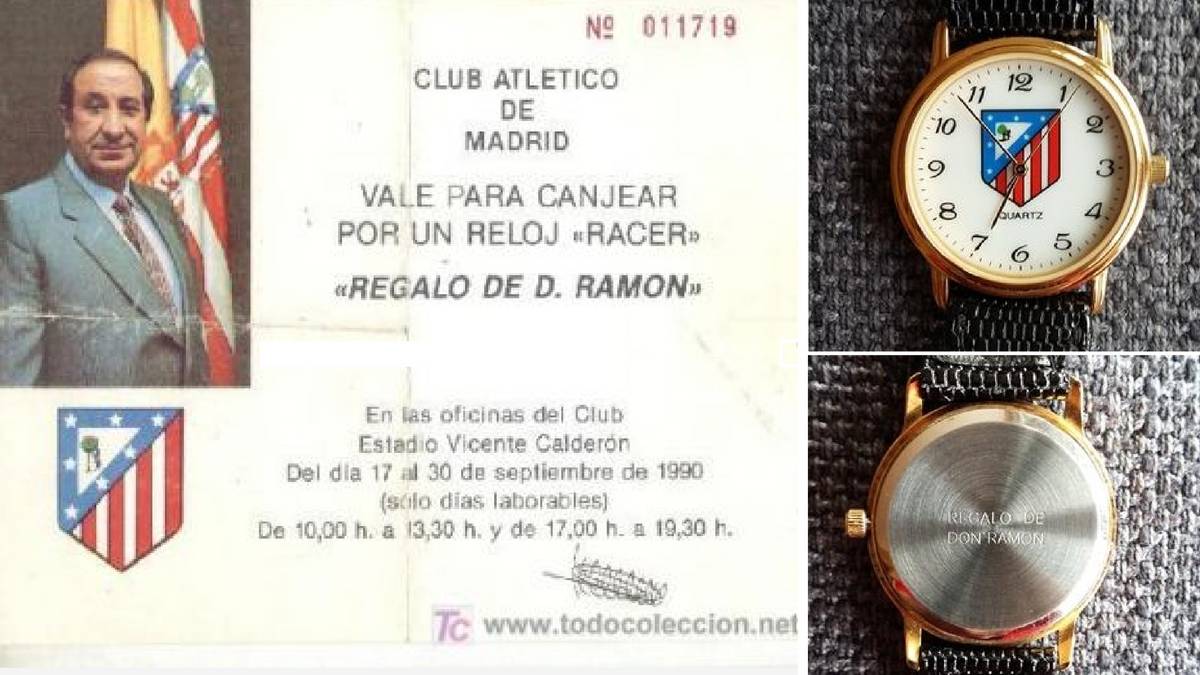 Nº 011719
CLUB ATLETICO
DE
MADRID
VALE PARA CANJEAR
POR UN RELOJ «RACER»
«REGALO DE D. RAMON»
En las oficinas del Club
Estadio Vicente Calderón
Del día 17 al 30 de septiembre de 1990
(sólo días laborables)
De 10,00 h. a 13,30 h. y de 17,00 h. a 19,30 h.
Tc www.todocoleccion.net
12
11 1
10 2
9 3
8 4
QUARTZ
7 5
6
REGALO DE
DON RAMON